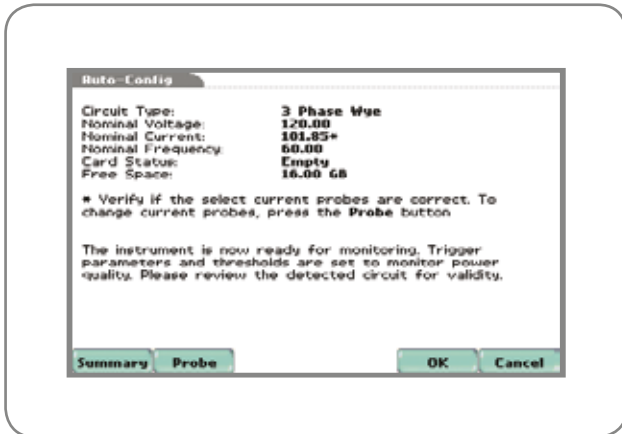 Auto-Config
Circuit Type: 3 Phase Wye
Nominal Voltage: 120.00
Nominal Current: 101.85*
Nominal Frequency: 60.00
Card Status: Empty
Free Space: 16.00 GB
* Verify if the select current probes are correct. To
change current probes, press the Probe button
The instrument is now ready for monitoring. Trigger
parameters and thresholds are set to monitor power
quality. Please review the detected circuit for validity.
Summary Probe OK Cancel